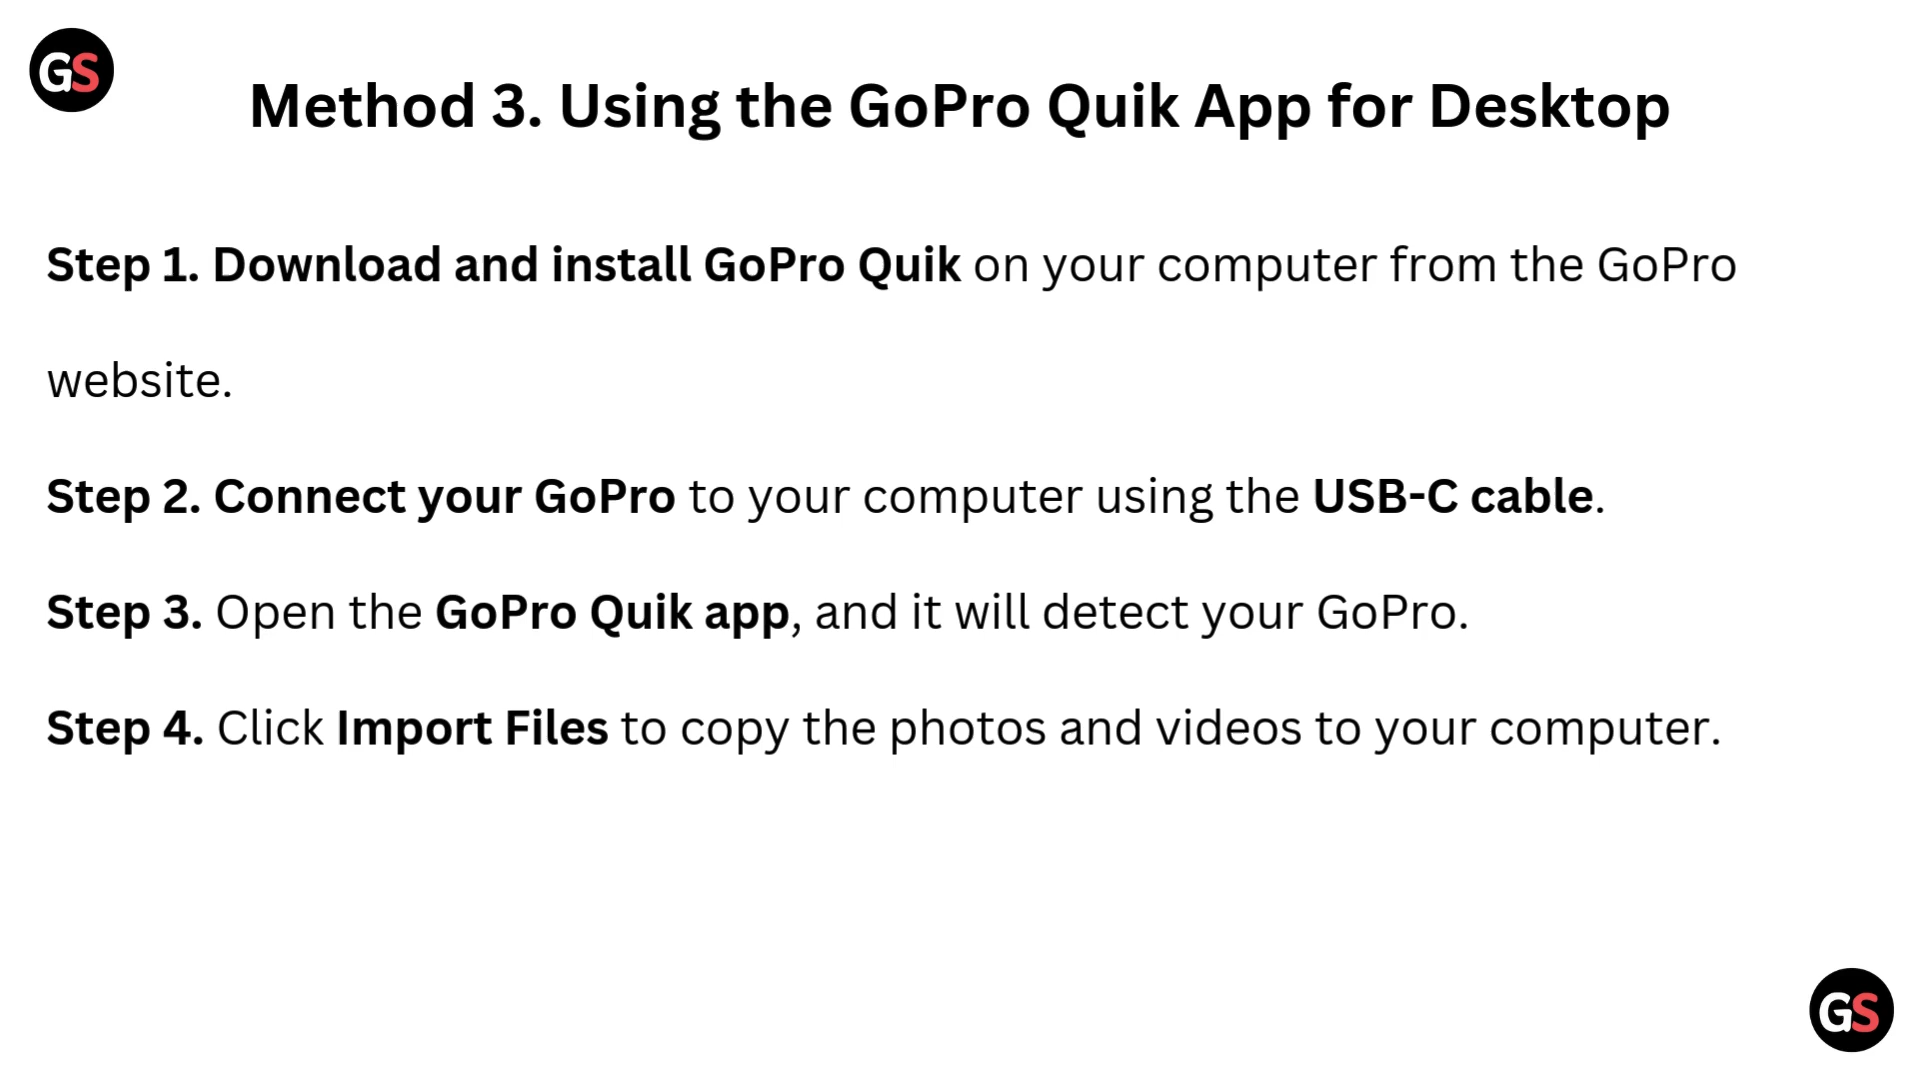 GS
Method 3. Using the GoPro Quik App for Desktop
Step 1. Download and install GoPro Quik on your computer from the GoPro
website.
Step 2. Connect your GoPro to your computer using the USB-C cable.
Step 3. Open the GoPro Quik app, and it will detect your GoPro.
Step 4. Click Import Files to copy the photos and videos to your computer.
GS